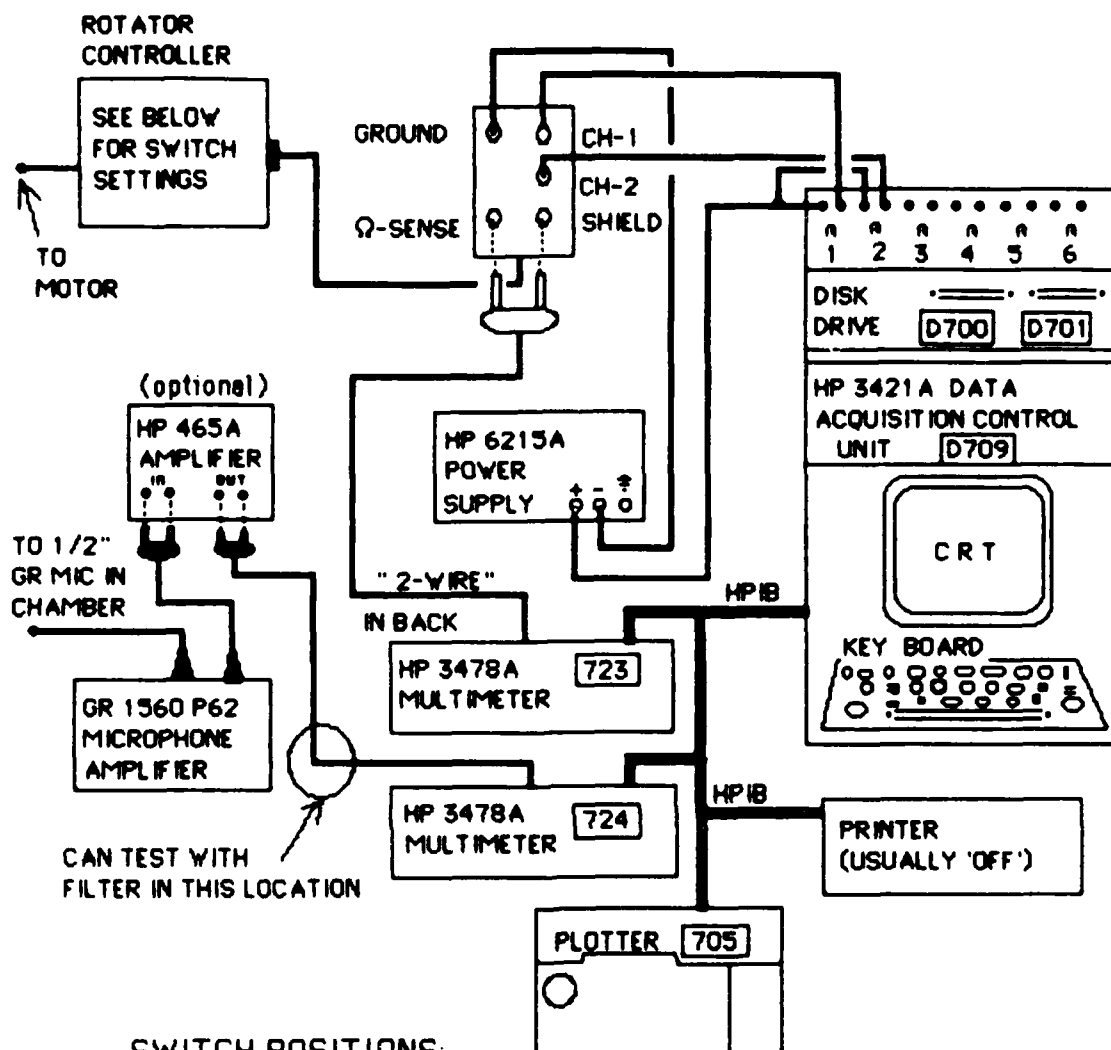 ROTATOR
CONTROLLER
SEE BELOW
FOR SWITCH
SETTINGS
TO
MOTOR
GROUND
CH-1
CH-2
Ω-SENSE
SHIELD
1 2 3 4 5 6
DISK
DRIVE D700 D701
HP 3421A DATA
ACQUISITION CONTROL
UNIT D709
CRT
KEY BOARD
(optional)
HP 465A
AMPLIFIER
IN OUT
HP 6215A
POWER
SUPPLY
+ -
TO 1/2"
GR MIC IN
CHAMBER
"2-WIRE"
IN BACK
HPIB
HP 3478A
MULTIMETER
723
GR 1560 P62
MICROPHONE
AMPLIFIER
HP 3478A
MULTIMETER
724
HPIB
PRINTER
(USUALLY 'OFF')
CAN TEST WITH
FILTER IN THIS LOCATION
PLOTTER 705
SWITCH POSITIONS: